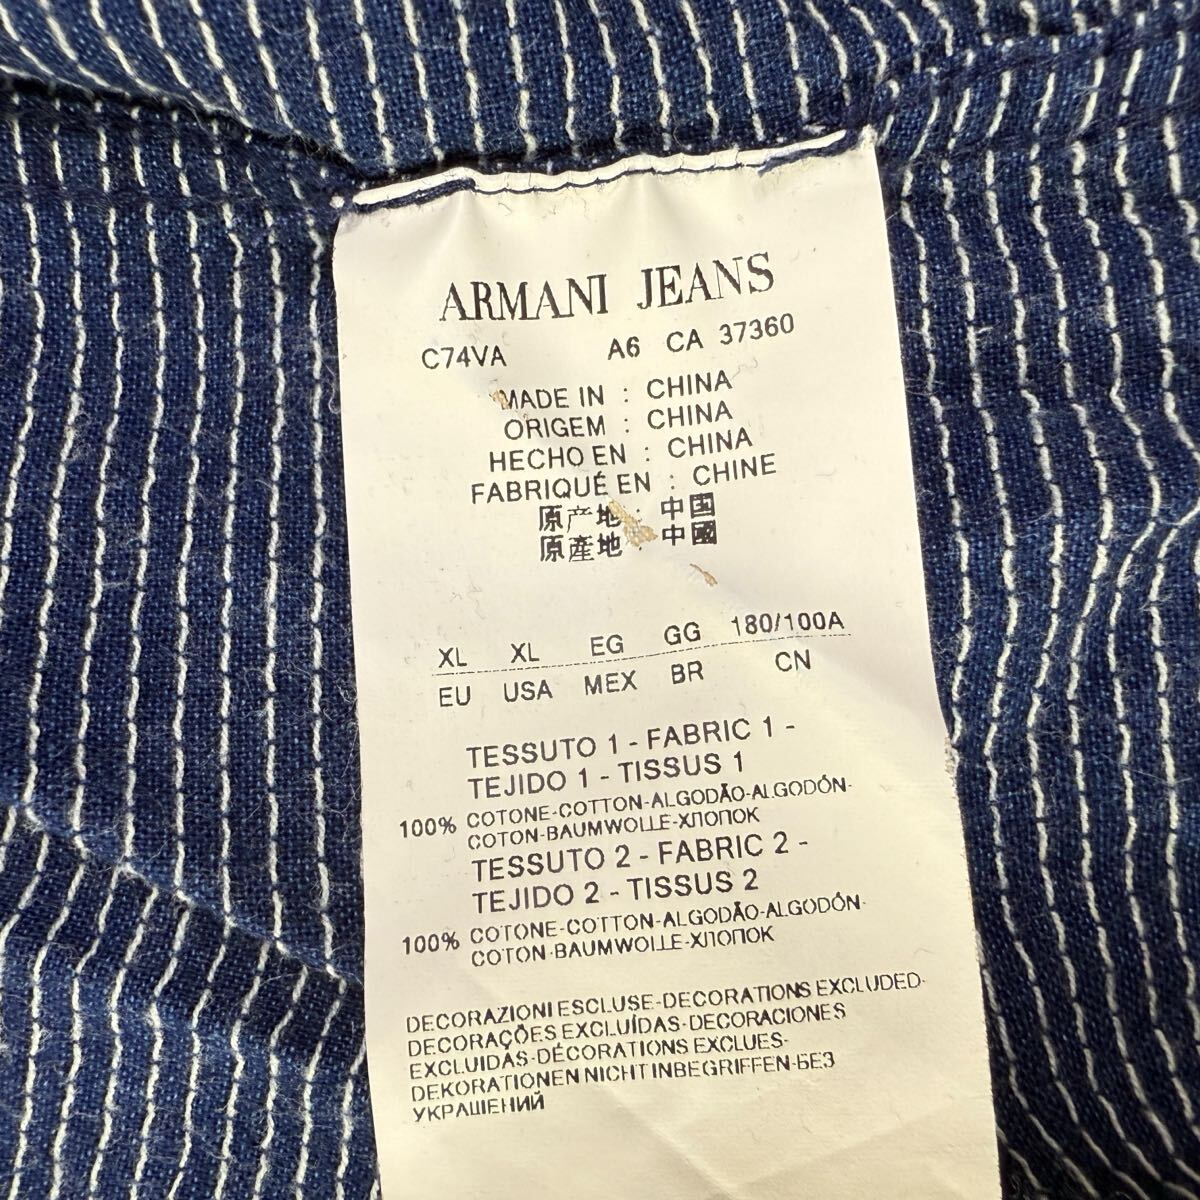 ARMANI JEANS
C74VA A6 CA 37360
MADE IN : CHINA
ORIGEM : CHINA
HECHO EN : CHINA
FABRIQUÉ EN : CHINE
原产地 : 中国
原產地 : 中國
XL XL EG GG 180/100A
EU USA MEX BR CN
TESSUTO 1 - FABRIC 1 -
TEJIDO 1 - TISSUS 1
100% COTONE-COTTON-ALGODÃO-ALGODÓN-
COTON-BAUMWOLLE-ХЛОПОК
TESSUTO 2 - FABRIC 2 -
TEJIDO 2 - TISSUS 2
100% COTONE-COTTON-ALGODÃO-ALGODÓN-
COTON-BAUMWOLLE-ХЛОПОК
DECORAZIONI ESCLUSE-DECORATIONS EXCLUDED-
DECORAÇÕES EXCLUÍDAS-DECORACIONES
EXCLUIDAS-DÉCORATIONS EXCLUES-
DEKORATIONEN NICHT INBEGRIFFEN-БЕЗ
УКРАШЕНИЙ